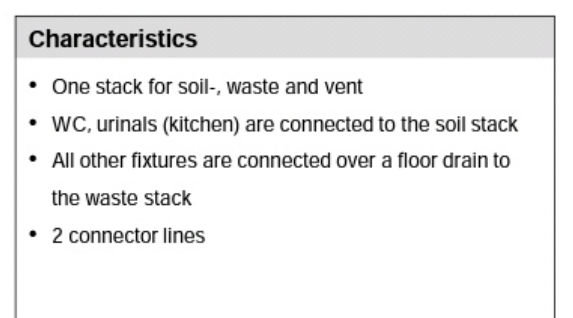 Characteristics
• One stack for soil-, waste and vent
• WC, urinals (kitchen) are connected to the soil stack
• All other fixtures are connected over a floor drain to
the waste stack
• 2 connector lines